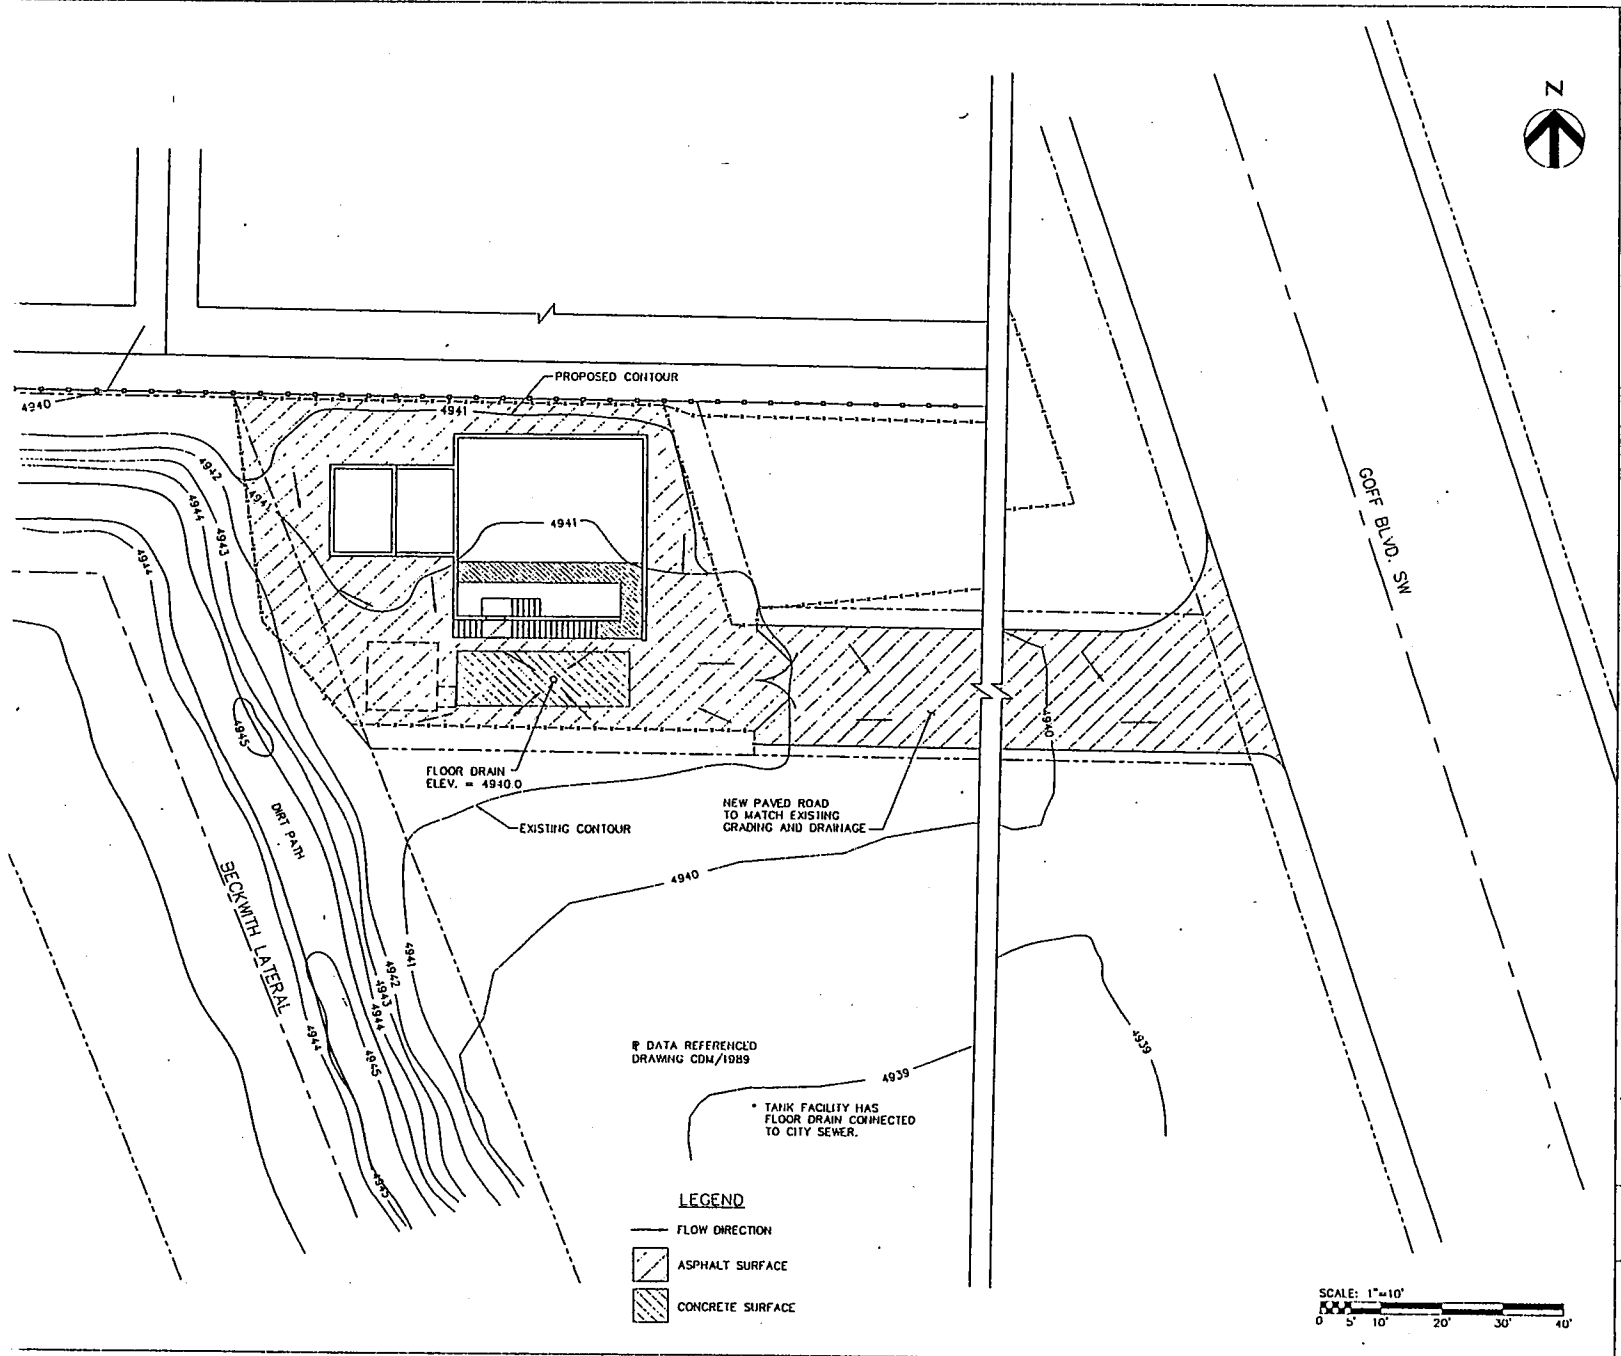 N
PROPOSED CONTOUR
4940
4941
4942
4941
4944
4943
4941
4944
GOFF BLVD. SW
4945
4940
FLOOR DRAIN
ELEV. = 4940.0
NEW PAVED ROAD
TO MATCH EXISTING
GRADING AND DRAINAGE
EXISTING CONTOUR
DIRT PATH
BECKWITH LATERAL
4940
4941
4942
4943
4944
4944
4945
4939
4939
DATA REFERENCED
DRAWING CDM/1989
* TANK FACILITY HAS
FLOOR DRAIN CONNECTED
TO CITY SEWER.
4945
LEGEND
FLOW DIRECTION
ASPHALT SURFACE
CONCRETE SURFACE
SCALE: 1"=10'
0 5' 10' 20' 30' 40'